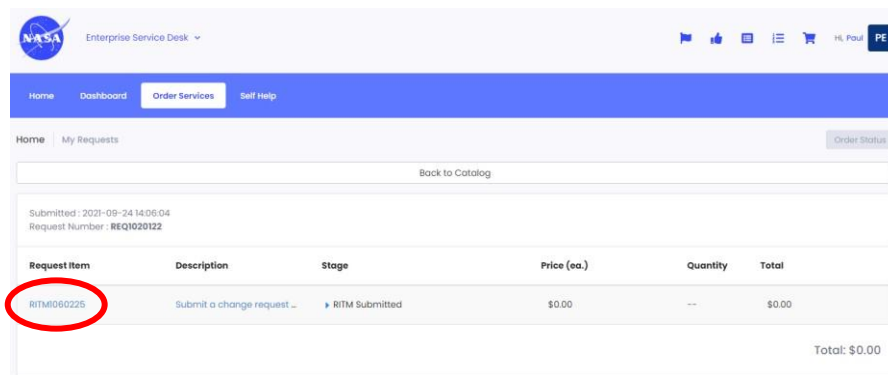 NASA Enterprise Service Desk Hi, Paul PE
Home Dashboard Order Services Self Help
Home My Requests Order Status
Back to Catalog
Submitted : 2021-09-24 14:06:04
Request Number : REQ1020122
Request Item Description Stage Price (ea.) Quantity Total
RITM1060225 Submit a change request ... RITM Submitted $0.00 -- $0.00
Total: $0.00